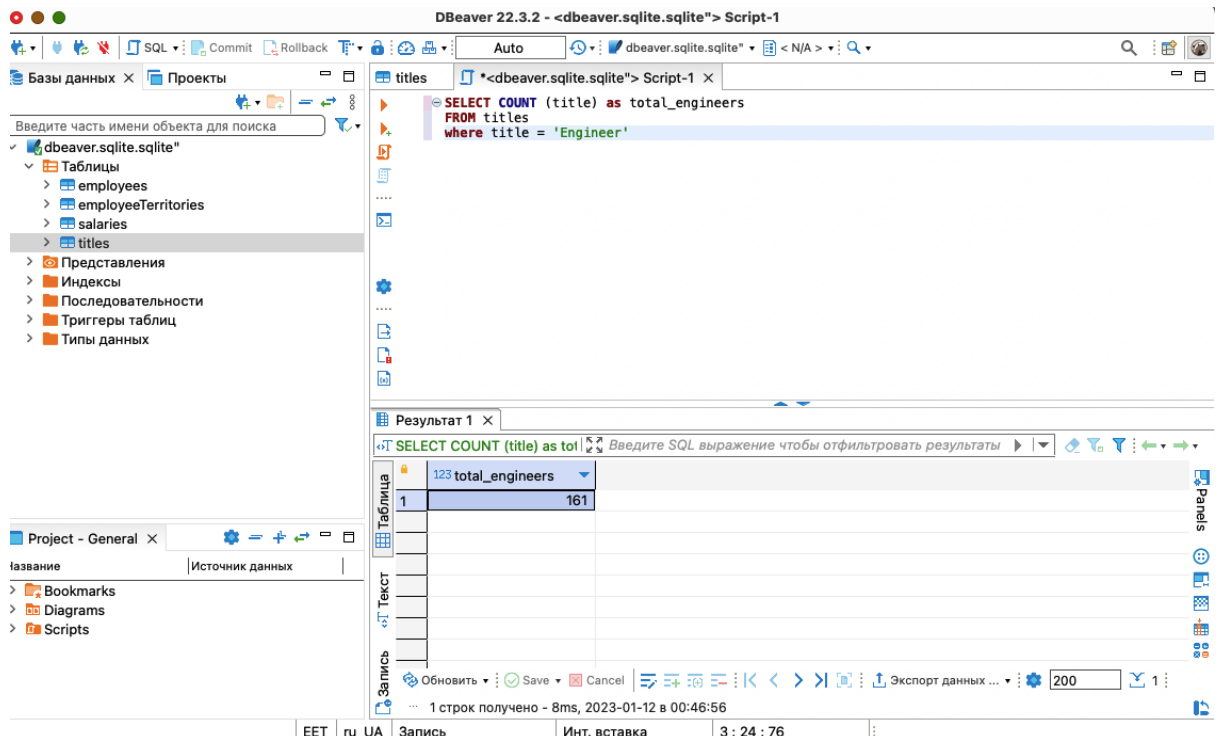 DBeaver 22.3.2 - <dbeaver.sqlite.sqlite"> Script-1
SQL Commit Rollback Auto dbeaver.sqlite.sqlite" < N/A >
Базы данных Проекты
Введите часть имени объекта для поиска
dbeaver.sqlite.sqlite"
Таблицы
employees
employeeTerritories
salaries
titles
Представления
Индексы
Последовательности
Триггеры таблиц
Типы данных
titles *<dbeaver.sqlite.sqlite"> Script-1
SELECT COUNT (title) as total_engineers
FROM titles
where title = 'Engineer'
Результат 1
SELECT COUNT (title) as tot Введите SQL выражение чтобы отфильтровать результаты
Таблица
Текст
Запись
123 total_engineers
1 161
Panels
Обновить Save Cancel Экспорт данных ... 200 1
1 строк получено - 8ms, 2023-01-12 в 00:46:56
Project - General
Название Источник данных
Bookmarks
Diagrams
Scripts
EET ru_UA Запись Инт. вставка 3 : 24 : 76